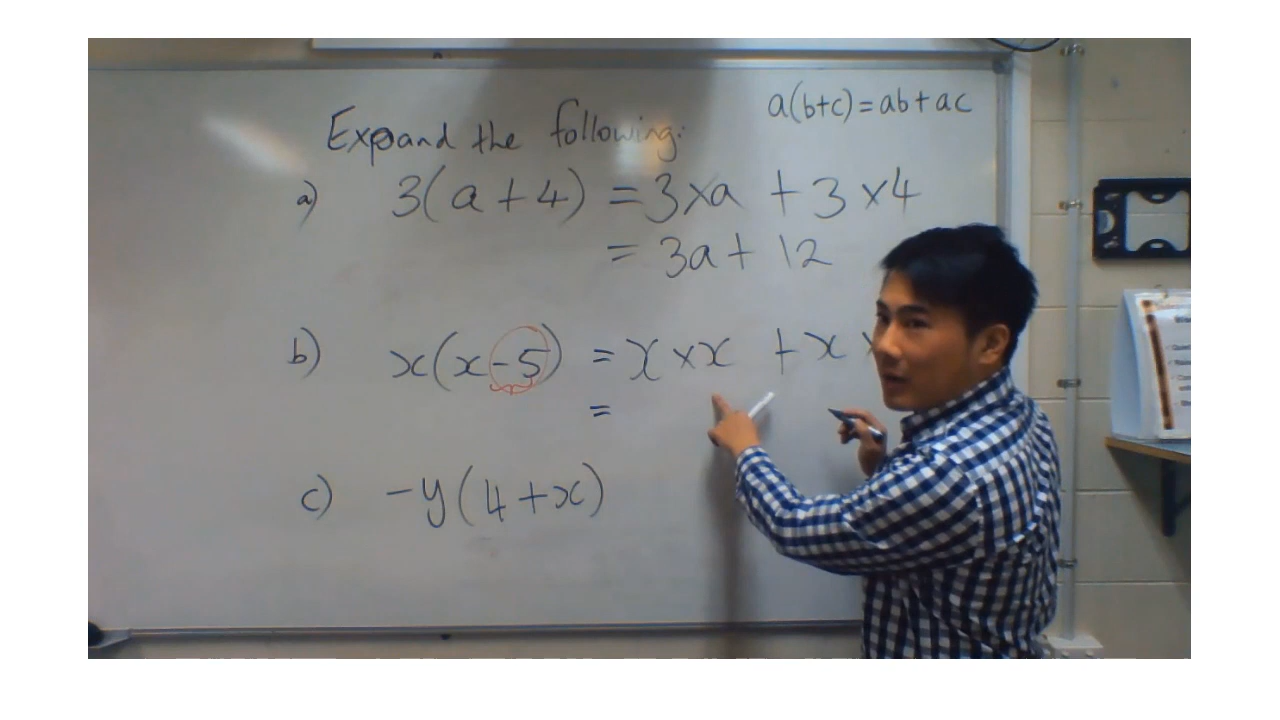 a(b+c)=ab+ac
Expand the following:
a) 3(a+4) =3×a +3×4
= 3a+ 12
b) x(x-5) =x×x +x×
=
c) -y(4+x)